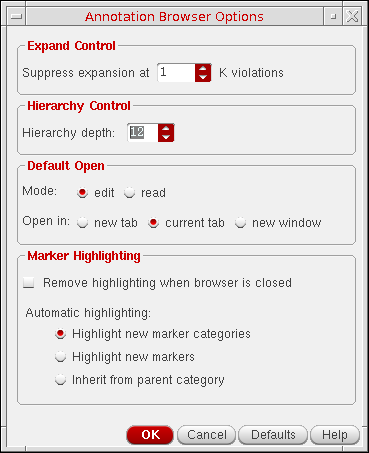 Annotation Browser Options
Expand Control
Suppress expansion at 1 K violations
Hierarchy Control
Hierarchy depth: 12
Default Open
Mode: edit read
Open in: new tab current tab new window
Marker Highlighting
Remove highlighting when browser is closed
Automatic highlighting:
Highlight new marker categories
Highlight new markers
Inherit from parent category
OK Cancel Defaults Help